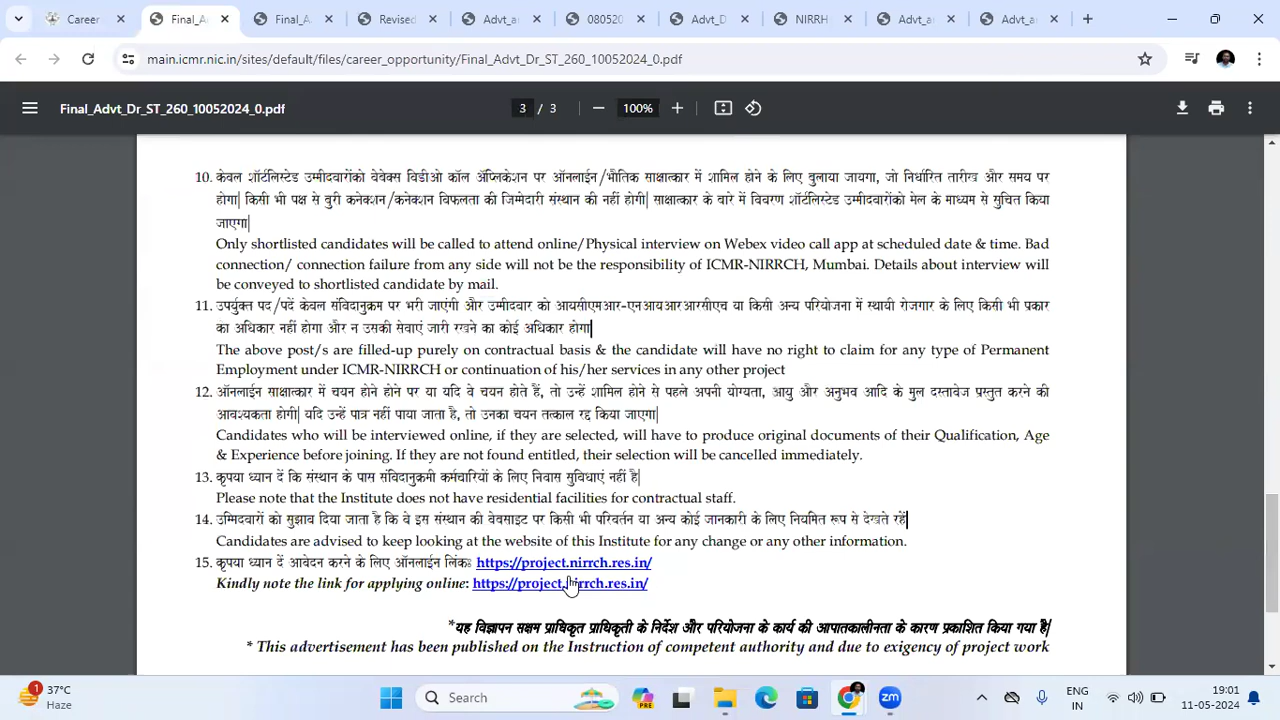 Career
Final_A
Final_A
Revised
Advt_a
080520
Advt_D
NIRRH
Advt_a
Advt_a
main.icmr.nic.in/sites/default/files/career_opportunity/Final_Advt_Dr_ST_260_10052024_0.pdf
Final_Advt_Dr_ST_260_10052024_0.pdf
3 / 3
100%
10. केवल शॉर्टलिस्टेड उम्मीदवारोंको वेबेक्स विडीओ कॉल ॲप्लिकेशन पर ऑनलाईन/भौतिक साक्षात्कार में शामिल होने के लिए बुलाया जायगा, जो निर्धारित तारीख और समय पर
होगा| किसी भी पक्ष से बुरी कनेक्शन/कनेक्शन विफलता की जिम्मेदारी संस्थान की नहीं होगी| साक्षात्कार के बारे में विवरण शॉर्टलिस्टेड उम्मीदवारोंको मेल के माध्यम से सुचित किया
जाएगा|
Only shortlisted candidates will be called to attend online/Physical interview on Webex video call app at scheduled date & time. Bad
connection/ connection failure from any side will not be the responsibility of ICMR-NIRRCH, Mumbai. Details about interview will
be conveyed to shortlisted candidate by mail.
11. उपर्युक्त पद/पदें केवल संविदानुक्रम पर भरी जाएंगी और उम्मीदवार को आयसीएमआर-एनआयआरआरसीएच या किसी अन्य परियोजना में स्थायी रोजगार के लिए किसी भी प्रकार
का अधिकार नहीं होगा और न उसकी सेवाएं जारी रखने का कोई अधिकार होगा|
The above post/s are filled-up purely on contractual basis & the candidate will have no right to claim for any type of Permanent
Employment under ICMR-NIRRCH or continuation of his/her services in any other project
12. ऑनलाईन साक्षात्कार में चयन होने होने पर या यदि वे चयन होते हैं, तो उन्हें शामिल होने से पहले अपनी योग्यता, आयु और अनुभव आदि के मुल दस्तावेज प्रस्तुत करने की
आवश्यकता होगी| यदि उन्हें पात्र नहीं पाया जाता है, तो उनका चयन तत्काल रद्द किया जाएगा|
Candidates who will be interviewed online, if they are selected, will have to produce original documents of their Qualification, Age
& Experience before joining. If they are not found entitled, their selection will be cancelled immediately.
13. कृपया ध्यान दें कि संस्थान के पास संविदानुक्रमी कर्मचारियों के लिए निवास सुविधाएं नहीं है|
Please note that the Institute does not have residential facilities for contractual staff.
14. उम्मिदवारों को सुझाव दिया जाता है कि वे इस संस्थान की वेबसाइट पर किसी भी परिवर्तन या अन्य कोई जानकारी के लिए नियमित रूप से देखते रहें|
Candidates are advised to keep looking at the website of this Institute for any change or any other information.
15. कृपया ध्यान दें आवेदन करने के लिए ऑनलाईन लिंकः https://project.nirrch.res.in/
Kindly note the link for applying online: https://project.nirrch.res.in/
*यह विज्ञापन सक्षम प्राधिकृत प्राधिकृती के निर्देश और परियोजना के कार्य की आपातकालीनता के कारण प्रकाशित किया गया है|
* This advertisement has been published on the Instruction of competent authority and due to exigency of project work
1
37°C
Haze
Search
PRE
zm
ENG
IN
19:01
11-05-2024